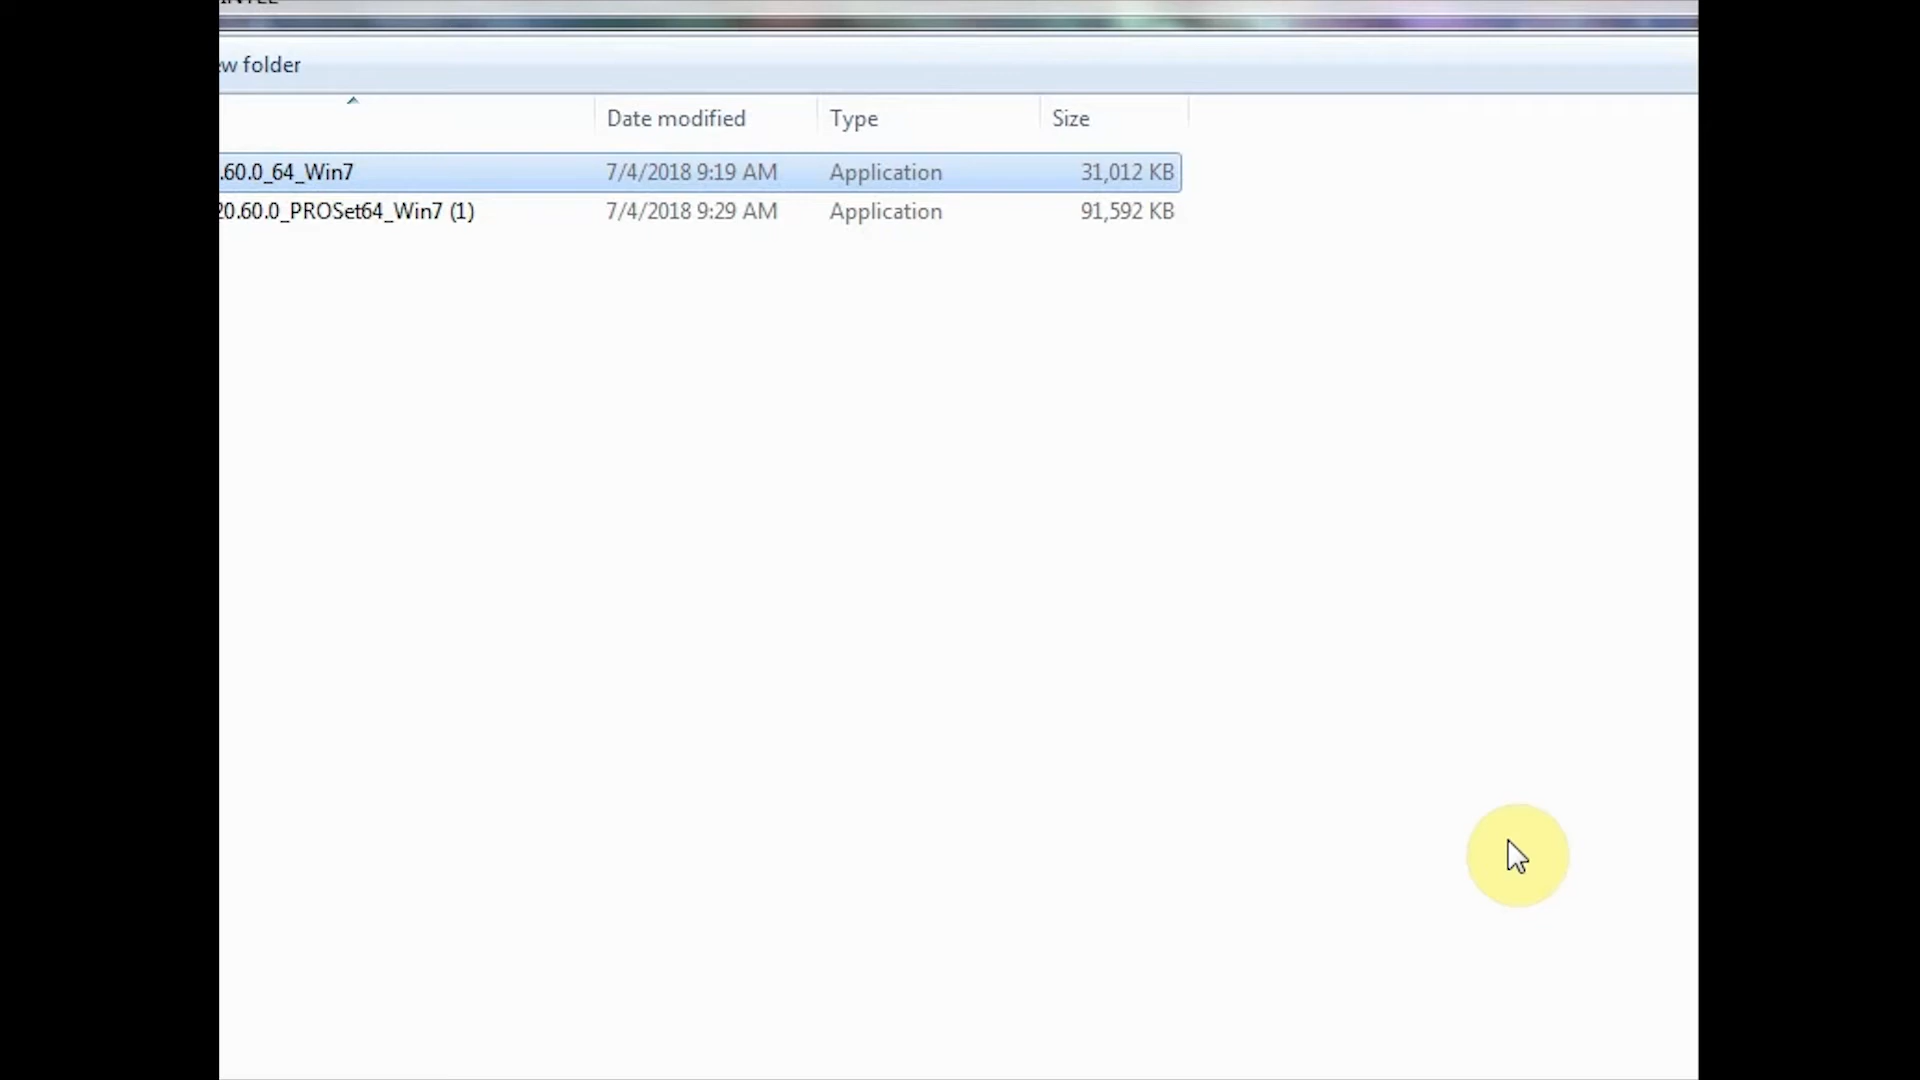 ew folder
Date modified Type Size
.60.0_64_Win7 7/4/2018 9:19 AM Application 31,012 KB
20.60.0_PROSet64_Win7 (1) 7/4/2018 9:29 AM Application 91,592 KB